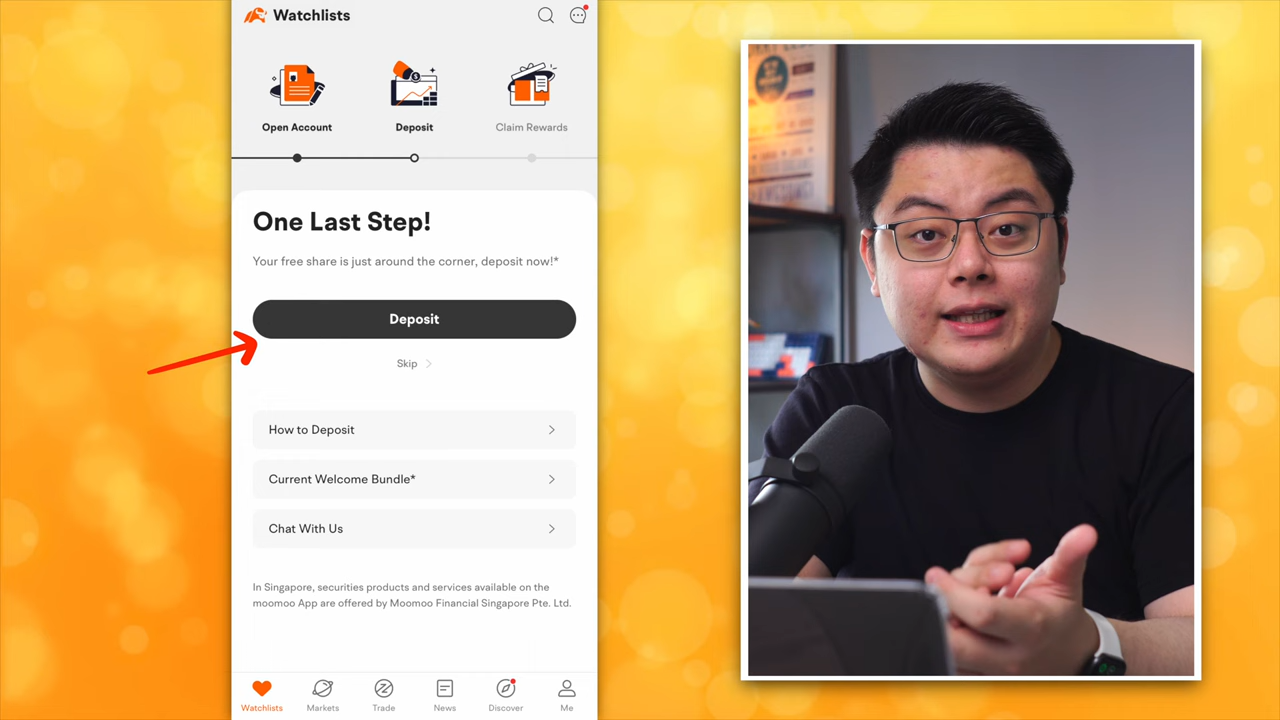 Watchlists
Open Account
Deposit
Claim Rewards
One Last Step!
Your free share is just around the corner, deposit now!*
Deposit
Skip
How to Deposit
Current Welcome Bundle*
Chat With Us
In Singapore, securities products and services available on the
moomoo App are offered by Moomoo Financial Singapore Pte. Ltd.
Watchlists
Markets
Trade
News
Discover
Me